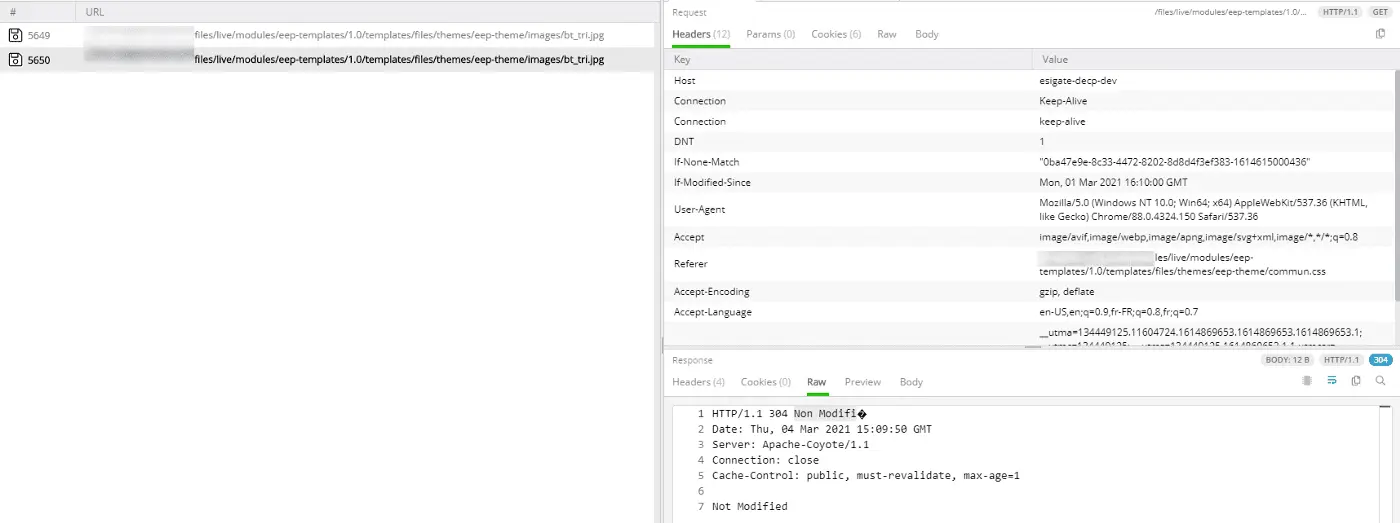 # URL
5649 files/live/modules/eep-templates/1.0/templates/files/themes/eep-theme/images/bt_tri.jpg
5650 files/live/modules/eep-templates/1.0/templates/files/themes/eep-theme/images/bt_tri.jpg
Request /files/live/modules/eep-templates/1.0/... HTTP/1.1 GET
Headers (12) Params (0) Cookies (6) Raw Body
Key Value
Host esigate-decp-dev
Connection Keep-Alive
Connection keep-alive
DNT 1
If-None-Match "0ba47e9e-8c33-4472-8202-8d8d4f3ef383-1614615000436"
If-Modified-Since Mon, 01 Mar 2021 16:10:00 GMT
User-Agent Mozilla/5.0 (Windows NT 10.0; Win64; x64) AppleWebKit/537.36 (KHTML,
like Gecko) Chrome/88.0.4324.150 Safari/537.36
Accept image/avif,image/webp,image/apng,image/svg+xml,image/*,*/*;q=0.8
Referer les/live/modules/eep-
templates/1.0/templates/files/themes/eep-theme/commun.css
Accept-Encoding gzip, deflate
Accept-Language en-US,en;q=0.9,fr-FR;q=0.8,fr;q=0.7
__utma=134449125.11604724.1614869653.1614869653.1614869653.1;
Response BODY: 12 B HTTP/1.1 304
Headers (4) Cookies (0) Raw Preview Body
1 HTTP/1.1 304 Non Modifi�
2 Date: Thu, 04 Mar 2021 15:09:50 GMT
3 Server: Apache-Coyote/1.1
4 Connection: close
5 Cache-Control: public, must-revalidate, max-age=1
6
7 Not Modified